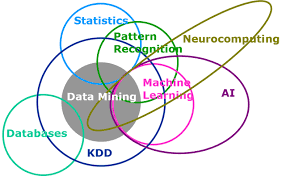 Statistics
Pattern
Recognition
Neurocomputing
Machine
Learning
Data Mining
AI
Databases
KDD